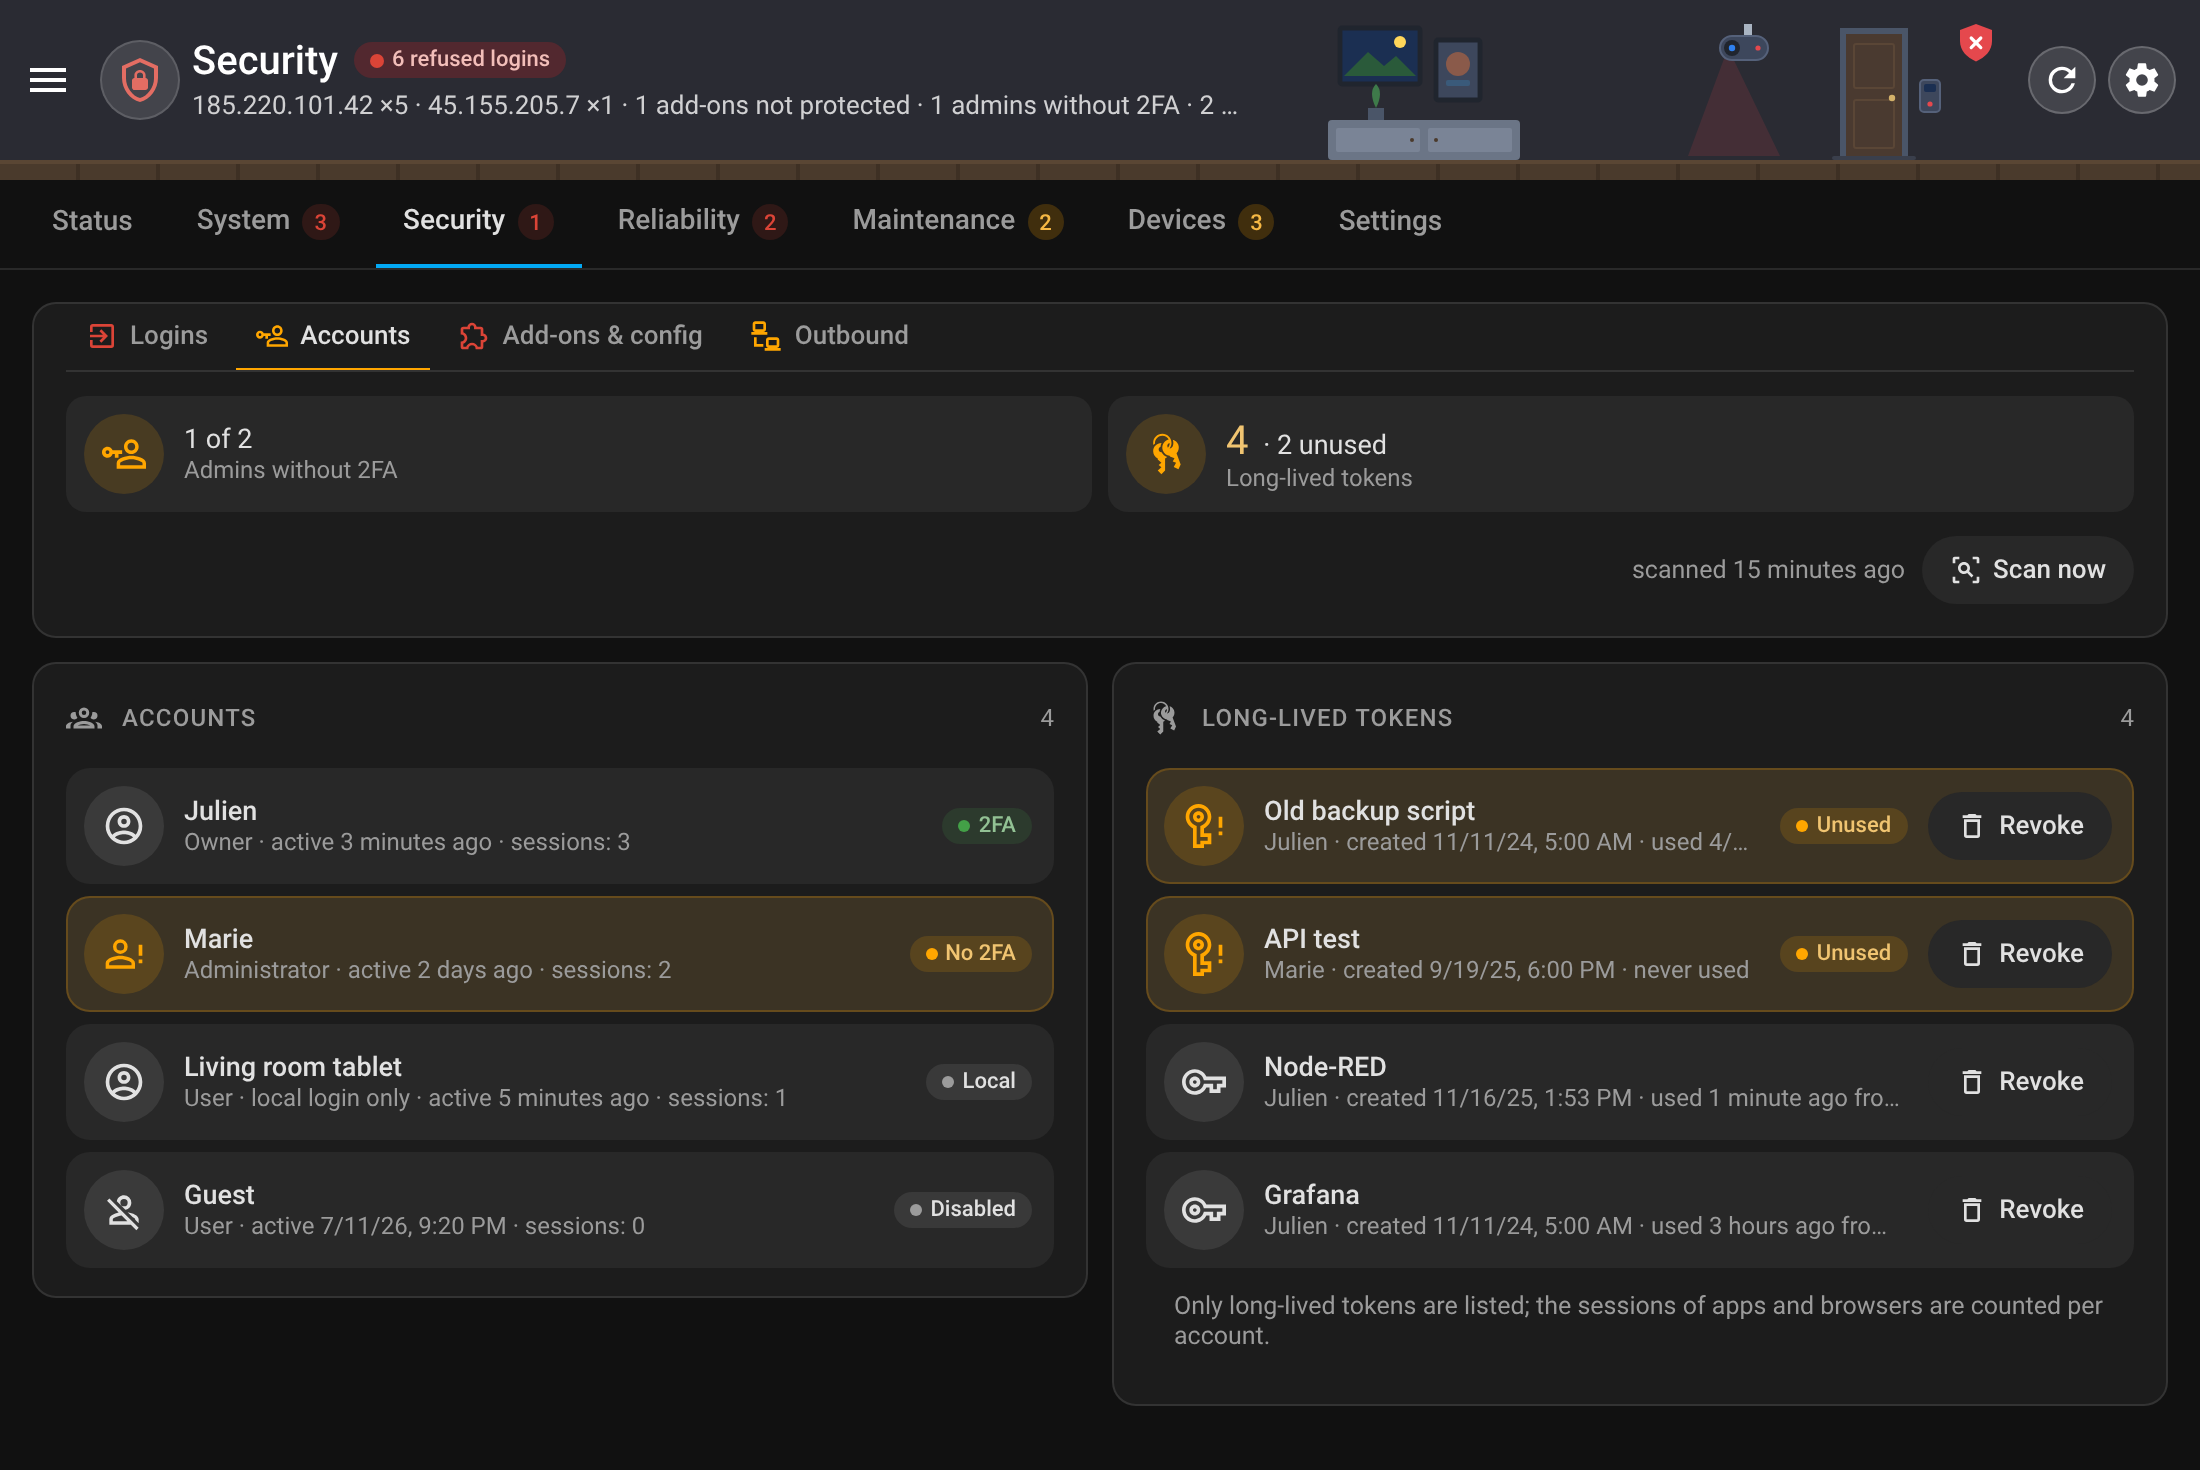 Security
6 refused logins
185.220.101.42 ×5 · 45.155.205.7 ×1 · 1 add-ons not protected · 1 admins without 2FA · 2 ...
Status
System 3
Security 1
Reliability 2
Maintenance 2
Devices 3
Settings
Logins
Accounts
Add-ons & config
Outbound
1 of 2
Admins without 2FA
4 · 2 unused
Long-lived tokens
scanned 15 minutes ago
Scan now
ACCOUNTS
4
Julien
Owner · active 3 minutes ago · sessions: 3
2FA
Marie
Administrator · active 2 days ago · sessions: 2
No 2FA
Living room tablet
User · local login only · active 5 minutes ago · sessions: 1
Local
Guest
User · active 7/11/26, 9:20 PM · sessions: 0
Disabled
LONG-LIVED TOKENS
4
Old backup script
Julien · created 11/11/24, 5:00 AM · used 4/...
Unused
Revoke
API test
Marie · created 9/19/25, 6:00 PM · never used
Unused
Revoke
Node-RED
Julien · created 11/16/25, 1:53 PM · used 1 minute ago fro...
Revoke
Grafana
Julien · created 11/11/24, 5:00 AM · used 3 hours ago fro...
Revoke
Only long-lived tokens are listed; the sessions of apps and browsers are counted per
account.